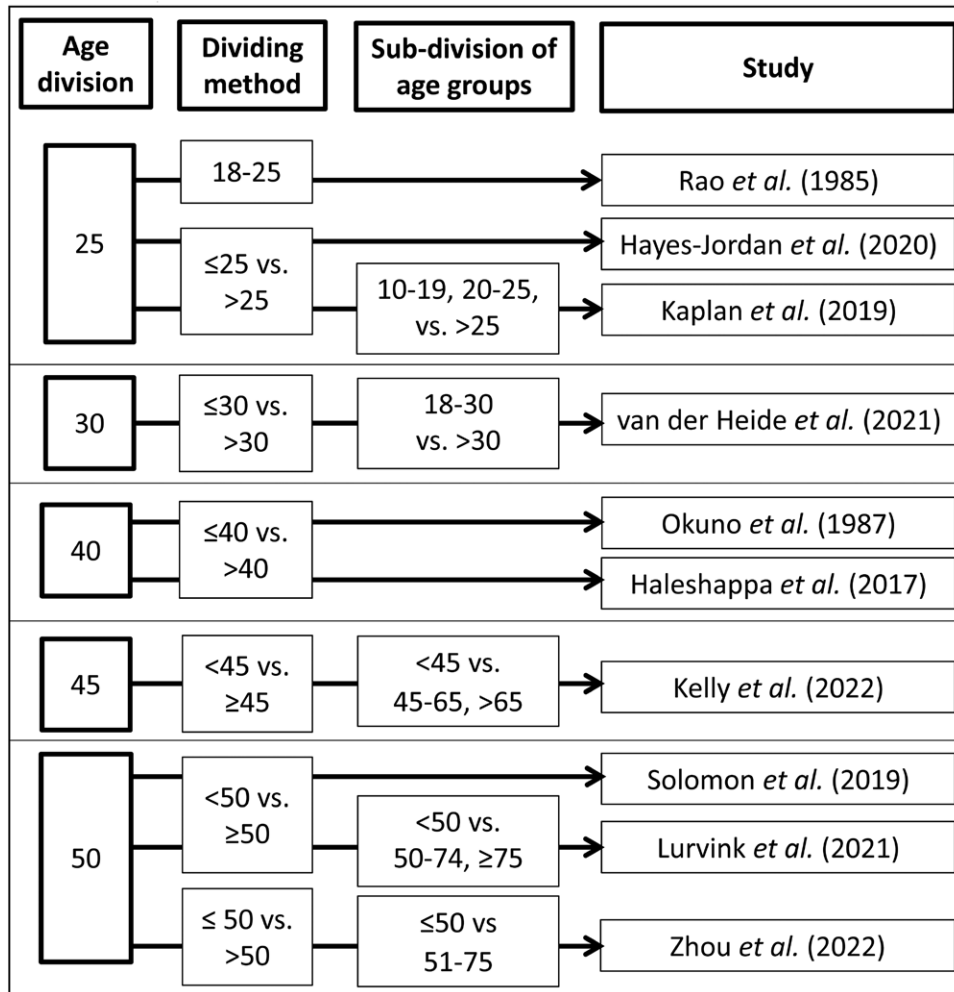 Age
division
Dividing
method
Sub-division of
age groups
Study
25
18-25
Rao et al. (1985)
≤25 vs.
>25
Hayes-Jordan et al. (2020)
10-19, 20-25,
vs. >25
Kaplan et al. (2019)
30
≤30 vs.
>30
18-30
vs. >30
van der Heide et al. (2021)
40
≤40 vs.
>40
Okuno et al. (1987)
Haleshappa et al. (2017)
45
<45 vs.
≥45
<45 vs.
45-65, >65
Kelly et al. (2022)
50
<50 vs.
≥50
Solomon et al. (2019)
<50 vs.
50-74, ≥75
Lurvink et al. (2021)
≤ 50 vs.
>50
≤50 vs
51-75
Zhou et al. (2022)